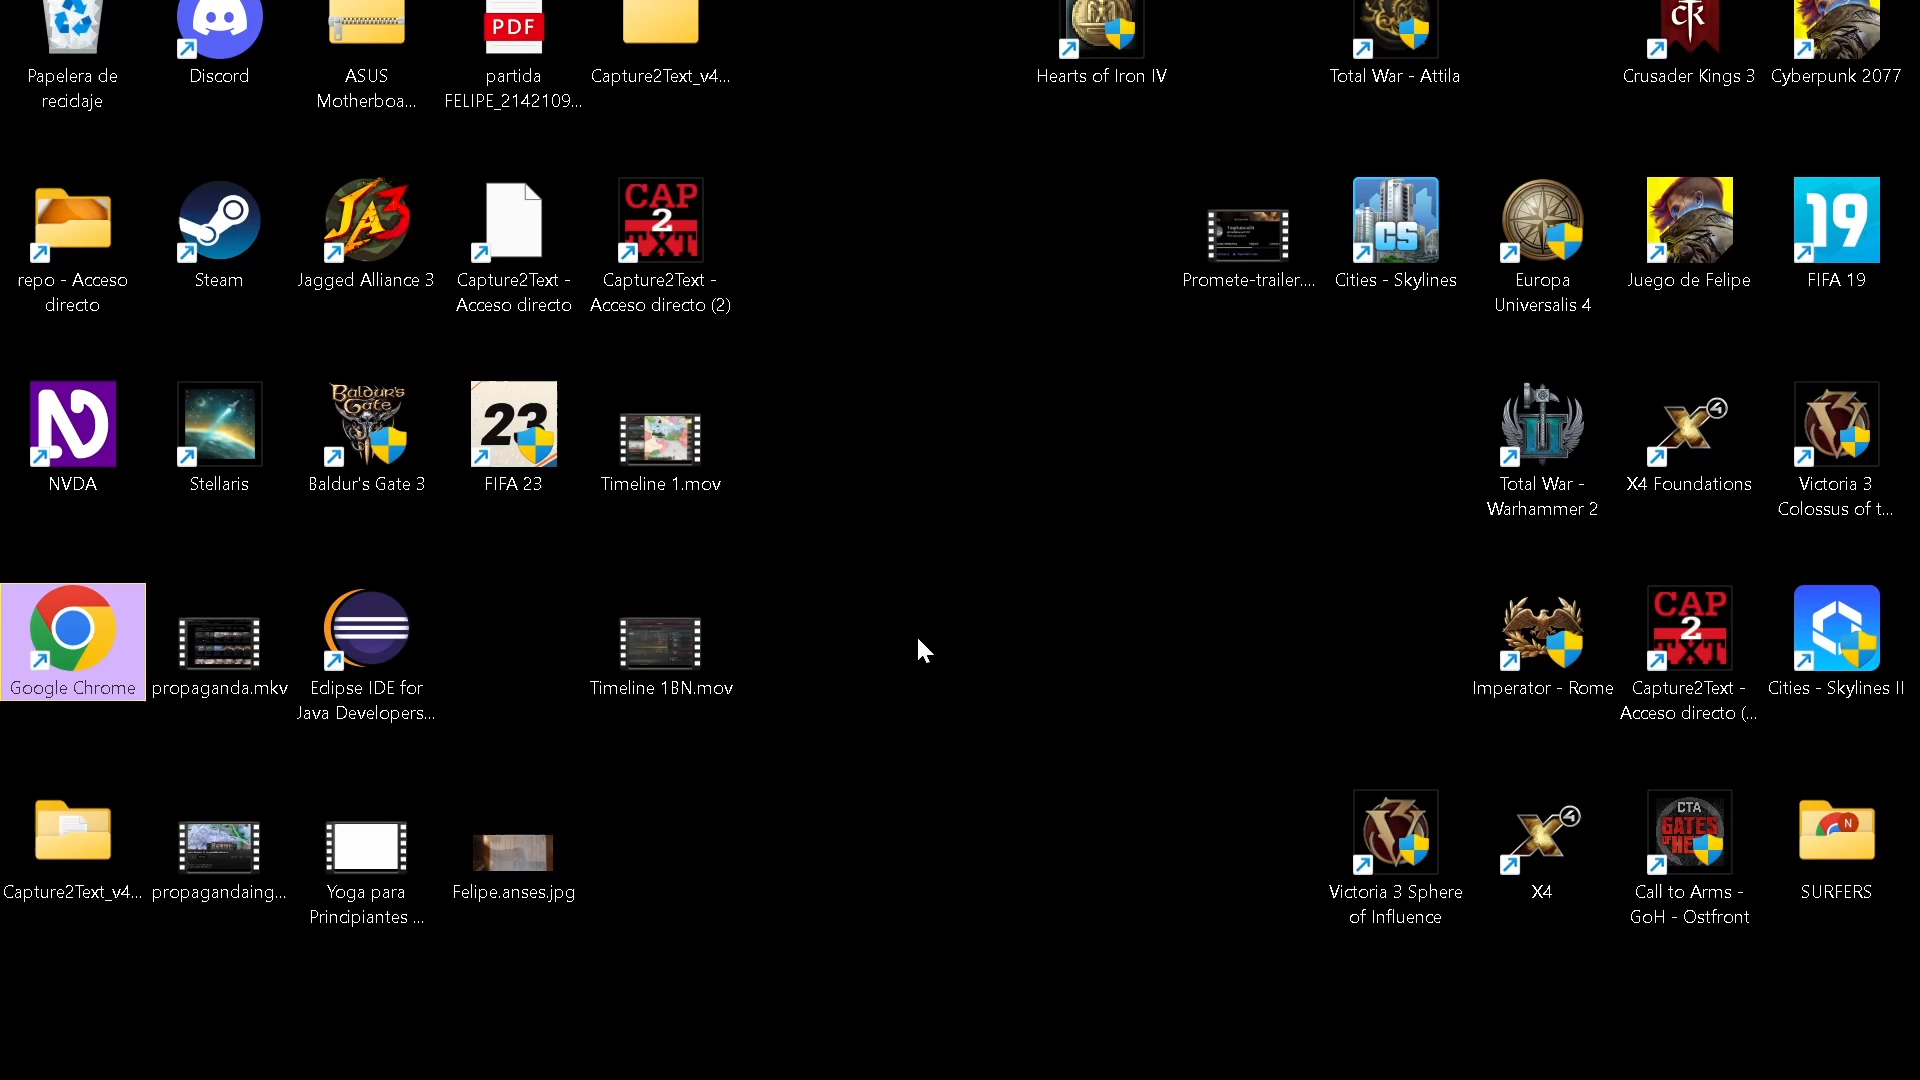 Papelera de
reciclaje
Discord
ASUS
Motherboa...
PDF
partida
FELIPE_2142109...
Capture2Text_v4...
Hearts of Iron IV
Total War - Attila
Crusader Kings 3
Cyberpunk 2077
repo - Acceso
directo
Steam
JA3
Jagged Alliance 3
Capture2Text -
Acceso directo
CAP
2
TXT
Capture2Text -
Acceso directo (2)
Promete-trailer....
CS
Cities - Skylines
Europa
Universalis 4
Juego de Felipe
19
FIFA 19
NVDA
Stellaris
Baldur's
Gate
Baldur's Gate 3
23
FIFA 23
Timeline 1.mov
Total War -
Warhammer 2
X4
X4 Foundations
Victoria 3
Colossus of t...
Google Chrome
propaganda.mkv
Eclipse IDE for
Java Developers...
Timeline 1BN.mov
Imperator - Rome
CAP
2
TXT
Capture2Text -
Acceso directo (...
Cities - Skylines II
Capture2Text_v4...
propagandaing...
Yoga para
Principiantes ...
Felipe.anses.jpg
Victoria 3 Sphere
of Influence
X4
X4
CTA
GATES
OF HE
Call to Arms -
GoH - Ostfront
N
SURFERS